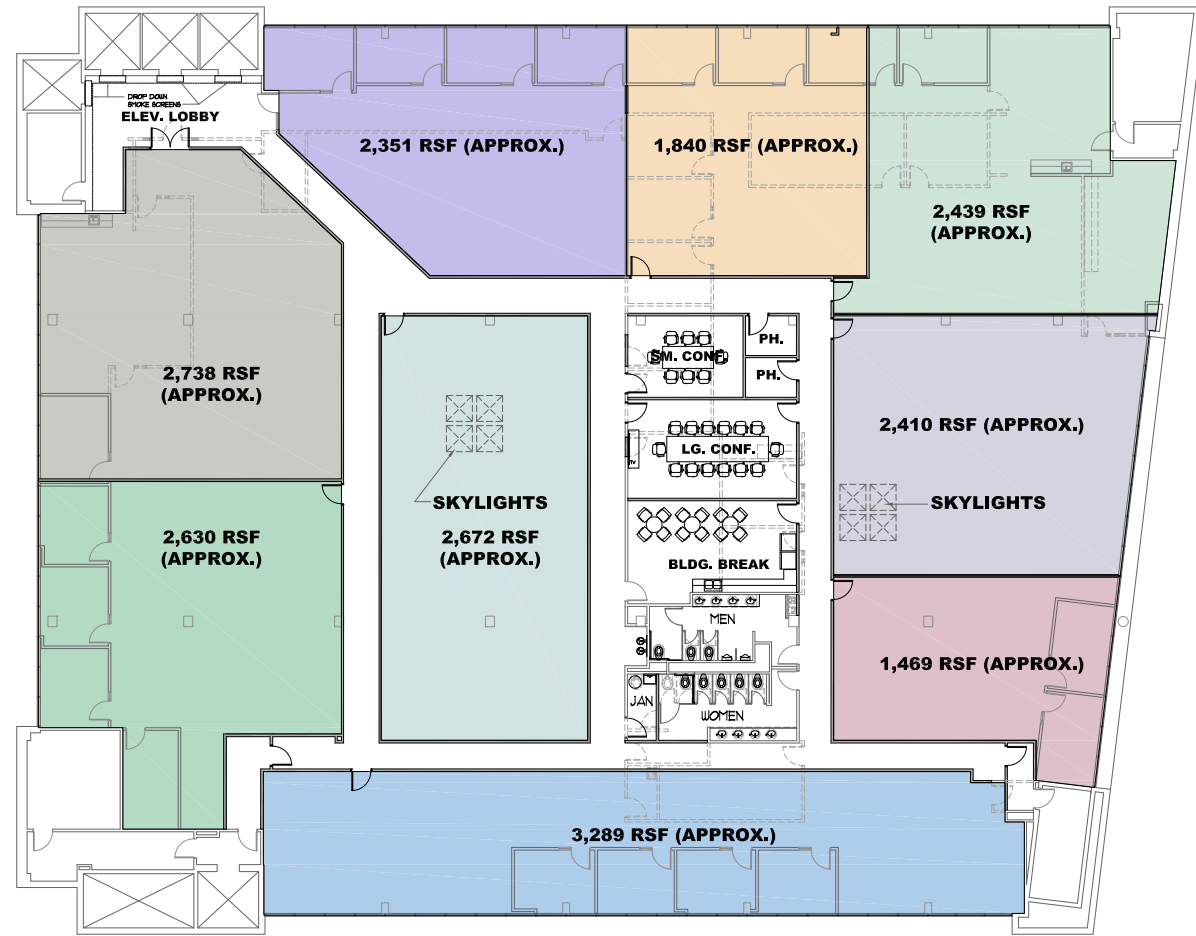 DROP DOWN
SMOKE SCREENS
ELEV. LOBBY
2,351 RSF (APPROX.)
1,840 RSF (APPROX.)
2,439 RSF
(APPROX.)
2,738 RSF
(APPROX.)
SM. CONF.
PH.
PH.
2,410 RSF (APPROX.)
LG. CONF.
TV
SKYLIGHTS
SKYLIGHTS
2,630 RSF
(APPROX.)
2,672 RSF
(APPROX.)
BLDG. BREAK
MEN
1,469 RSF (APPROX.)
JAN
WOMEN
3,289 RSF (APPROX.)